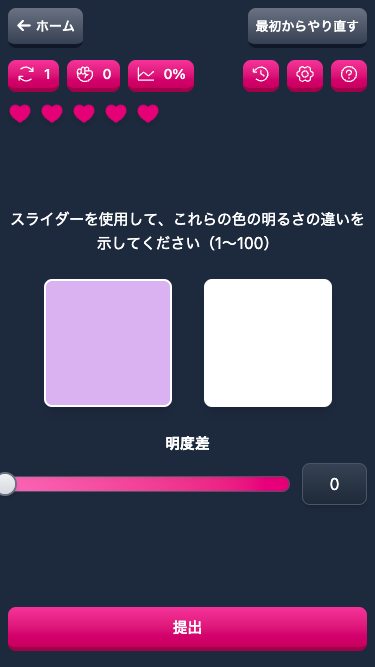 ホーム
最初からやり直す
1
0
0%
スライダーを使用して、これらの色の明るさの違いを
示してください（1〜100）
明度差
0
提出